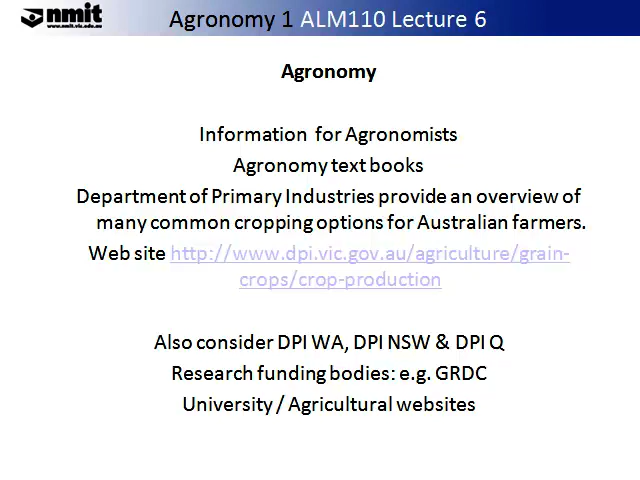 nmit
www.nmit.vic.edu.au
Agronomy 1 ALM110 Lecture 6
Agronomy
Information for Agronomists
Agronomy text books
Department of Primary Industries provide an overview of
many common cropping options for Australian farmers.
Web site http://www.dpi.vic.gov.au/agriculture/grain-
crops/crop-production
Also consider DPI WA, DPI NSW & DPI Q
Research funding bodies: e.g. GRDC
University / Agricultural websites